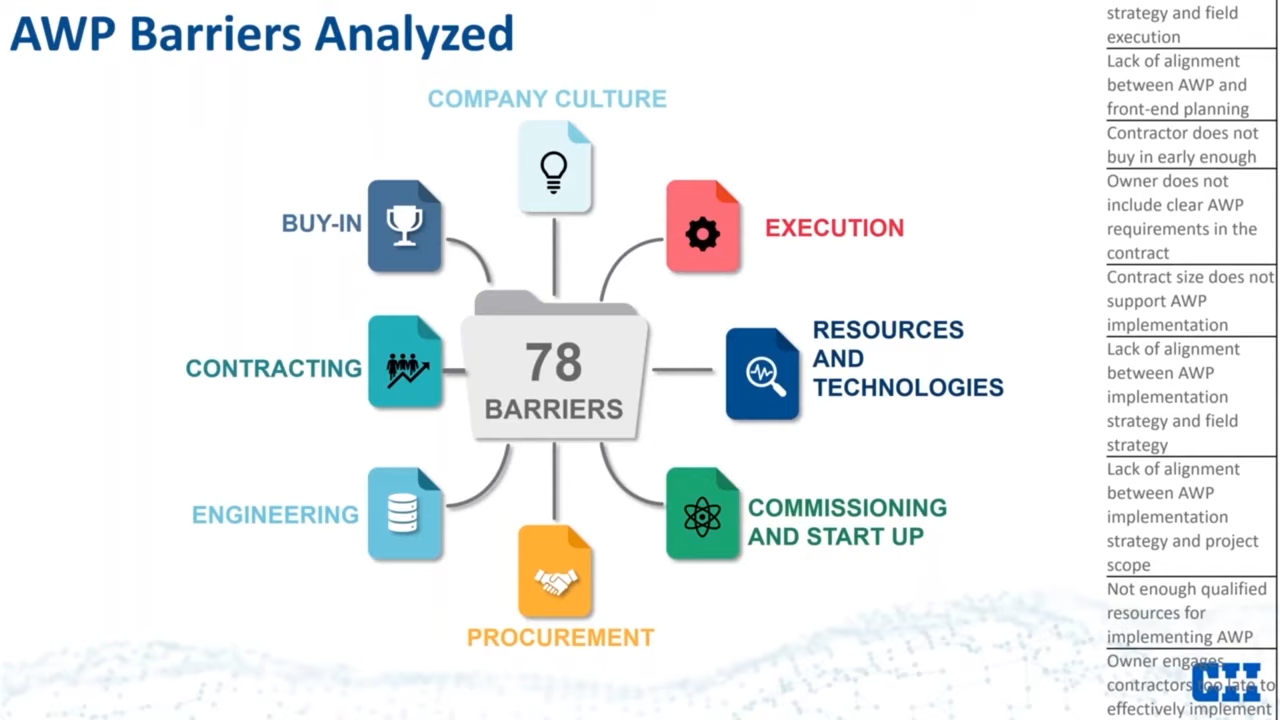 AWP Barriers Analyzed
COMPANY CULTURE
BUY-IN
EXECUTION
CONTRACTING
78
BARRIERS
RESOURCES
AND
TECHNOLOGIES
ENGINEERING
COMMISSIONING
AND START UP
PROCUREMENT
strategy and field
execution
Lack of alignment
between AWP and
front-end planning
Contractor does not
buy in early enough
Owner does not
include clear AWP
requirements in the
contract
Contract size does not
support AWP
implementation
Lack of alignment
between AWP
implementation
strategy and field
strategy
Lack of alignment
between AWP
implementation
strategy and project
scope
Not enough qualified
resources for
implementing AWP
Owner engages
contractors too late to
effectively implement
CII